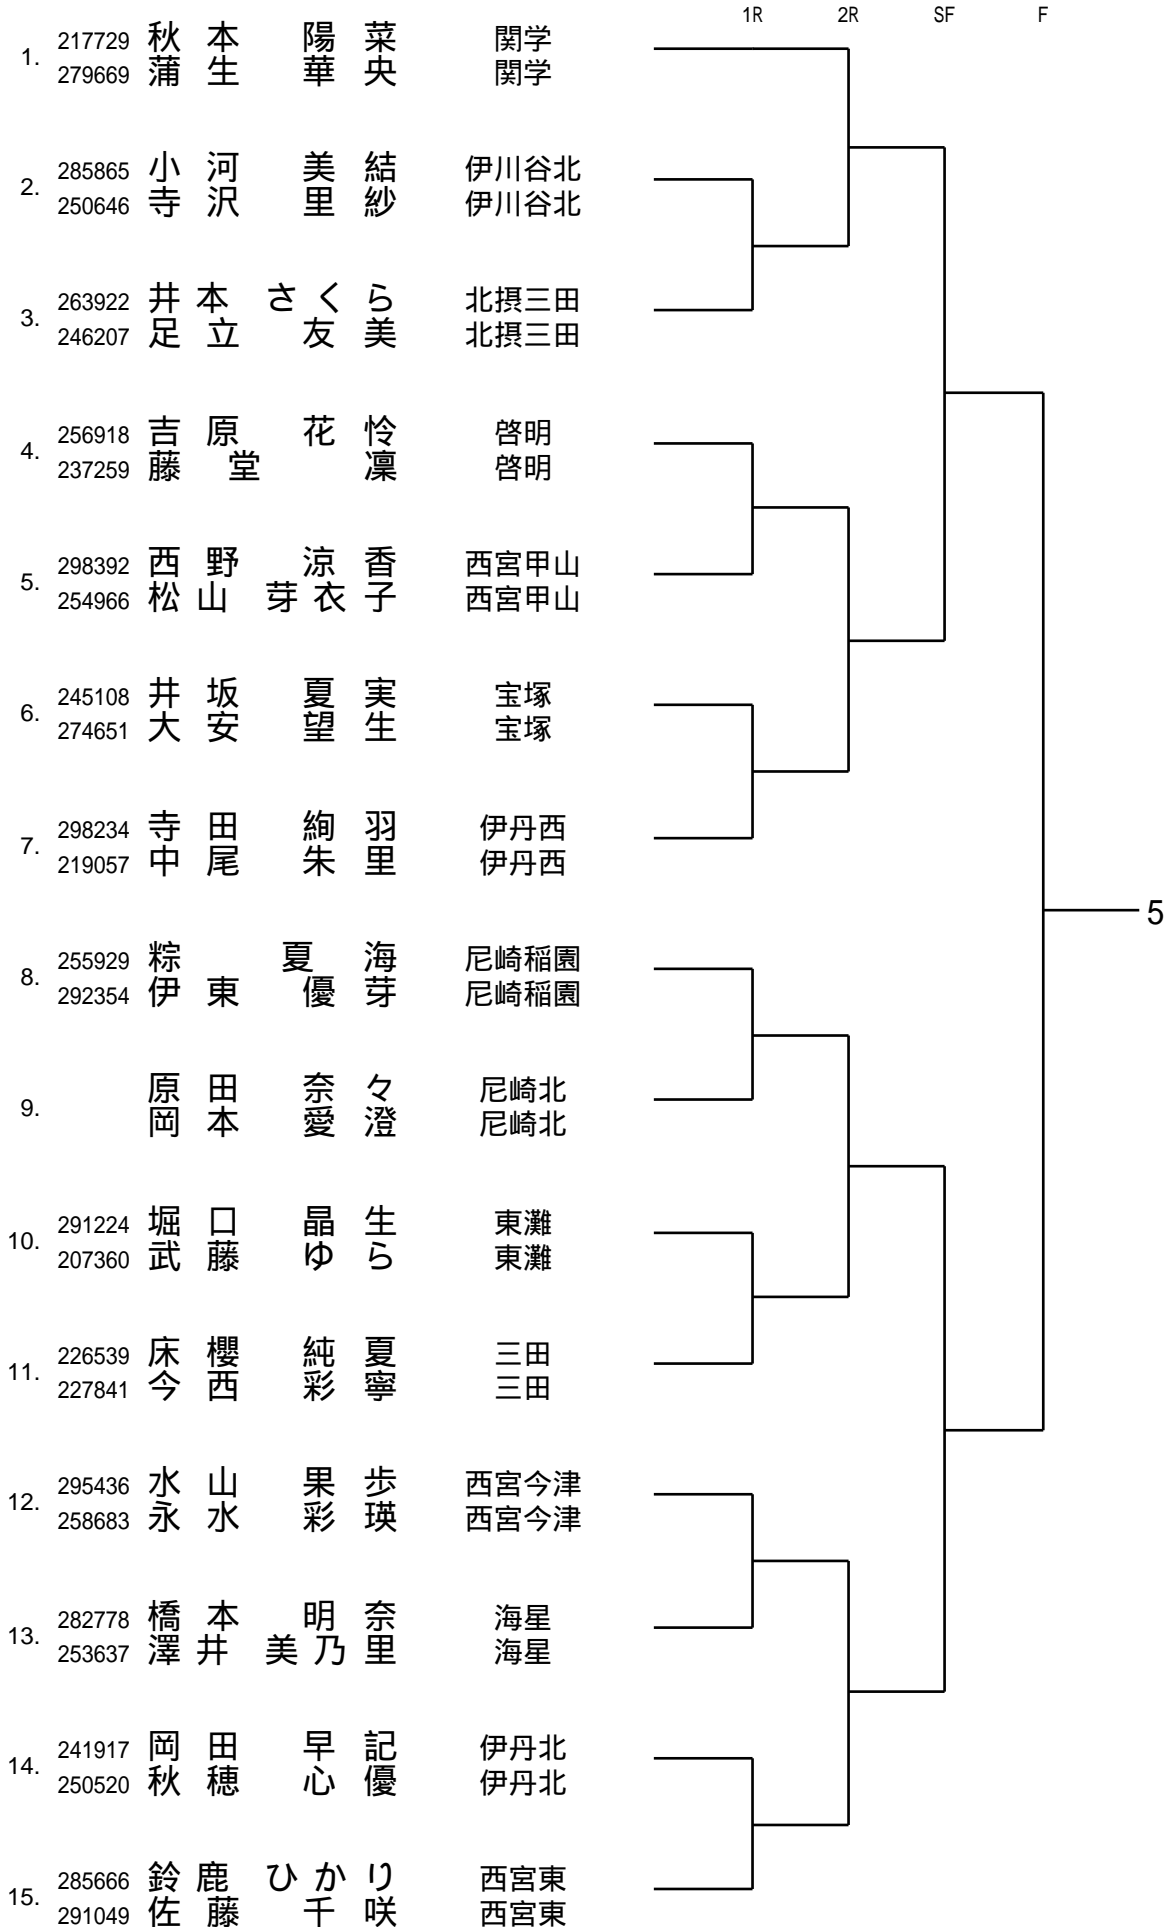 1R 2R SF F
1. 217729 秋本 陽菜 関学
279669 蒲生 華央 関学
2. 285865 小河 美結 伊川谷北
250646 寺沢 里紗 伊川谷北
3. 263922 井本 さくら 北摂三田
246207 足立 友美 北摂三田
4. 256918 吉原 花怜 啓明
237259 藤堂 凜 啓明
5. 298392 西野 涼香 西宮甲山
254966 松山 芽衣子 西宮甲山
6. 245108 井坂 夏実 宝塚
274651 大安 望生 宝塚
7. 298234 寺田 絢羽 伊丹西
219057 中尾 朱里 伊丹西
5
8. 255929 粽 夏海 尼崎稲園
292354 伊東 優芽 尼崎稲園
9. 原田 奈々 尼崎北
岡本 愛澄 尼崎北
10. 291224 堀口 晶生 東灘
207360 武藤 ゆら 東灘
11. 226539 床櫻 純夏 三田
227841 今西 彩寧 三田
12. 295436 水山 果歩 西宮今津
258683 永水 彩瑛 西宮今津
13. 282778 橋本 明奈 海星
253637 澤井 美乃里 海星
14. 241917 岡田 早記 伊丹北
250520 秋穂 心優 伊丹北
15. 285666 鈴鹿 ひかり 西宮東
291049 佐藤 千咲 西宮東